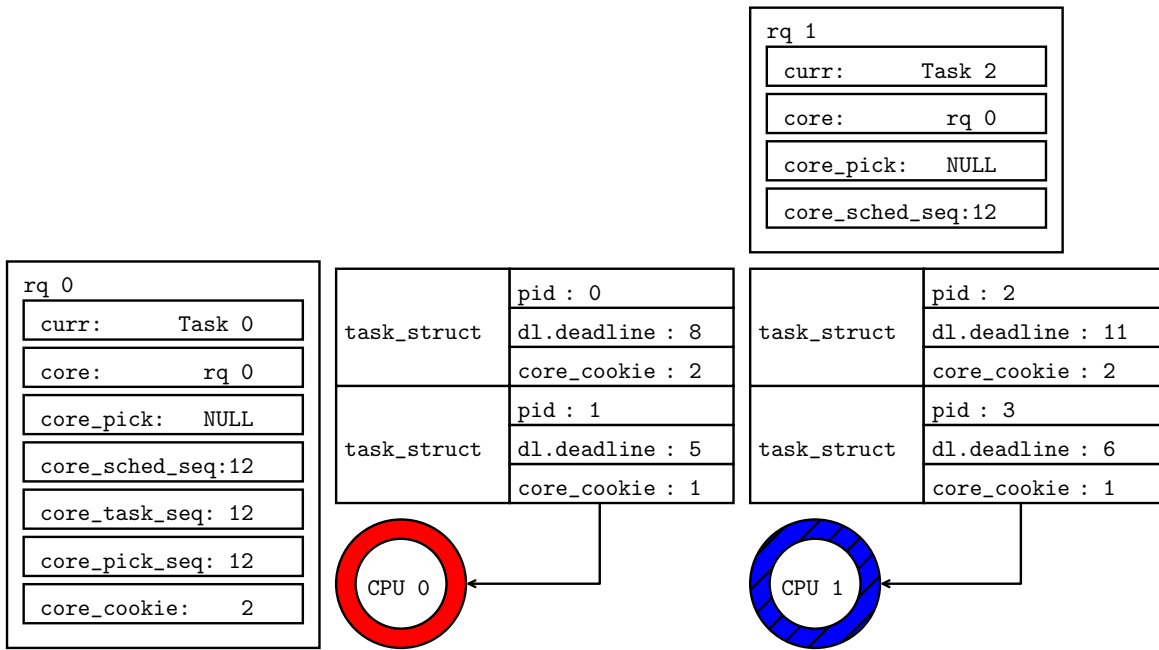 rq 1
curr: Task 2
core: rq 0
core_pick: NULL
core_sched_seq:12
rq 0
curr: Task 0
core: rq 0
core_pick: NULL
core_sched_seq:12
core_task_seq: 12
core_pick_seq: 12
core_cookie: 2
task_struct
pid : 0
dl.deadline : 8
core_cookie : 2
task_struct
pid : 1
dl.deadline : 5
core_cookie : 1
CPU 0
task_struct
pid : 2
dl.deadline : 11
core_cookie : 2
task_struct
pid : 3
dl.deadline : 6
core_cookie : 1
CPU 1